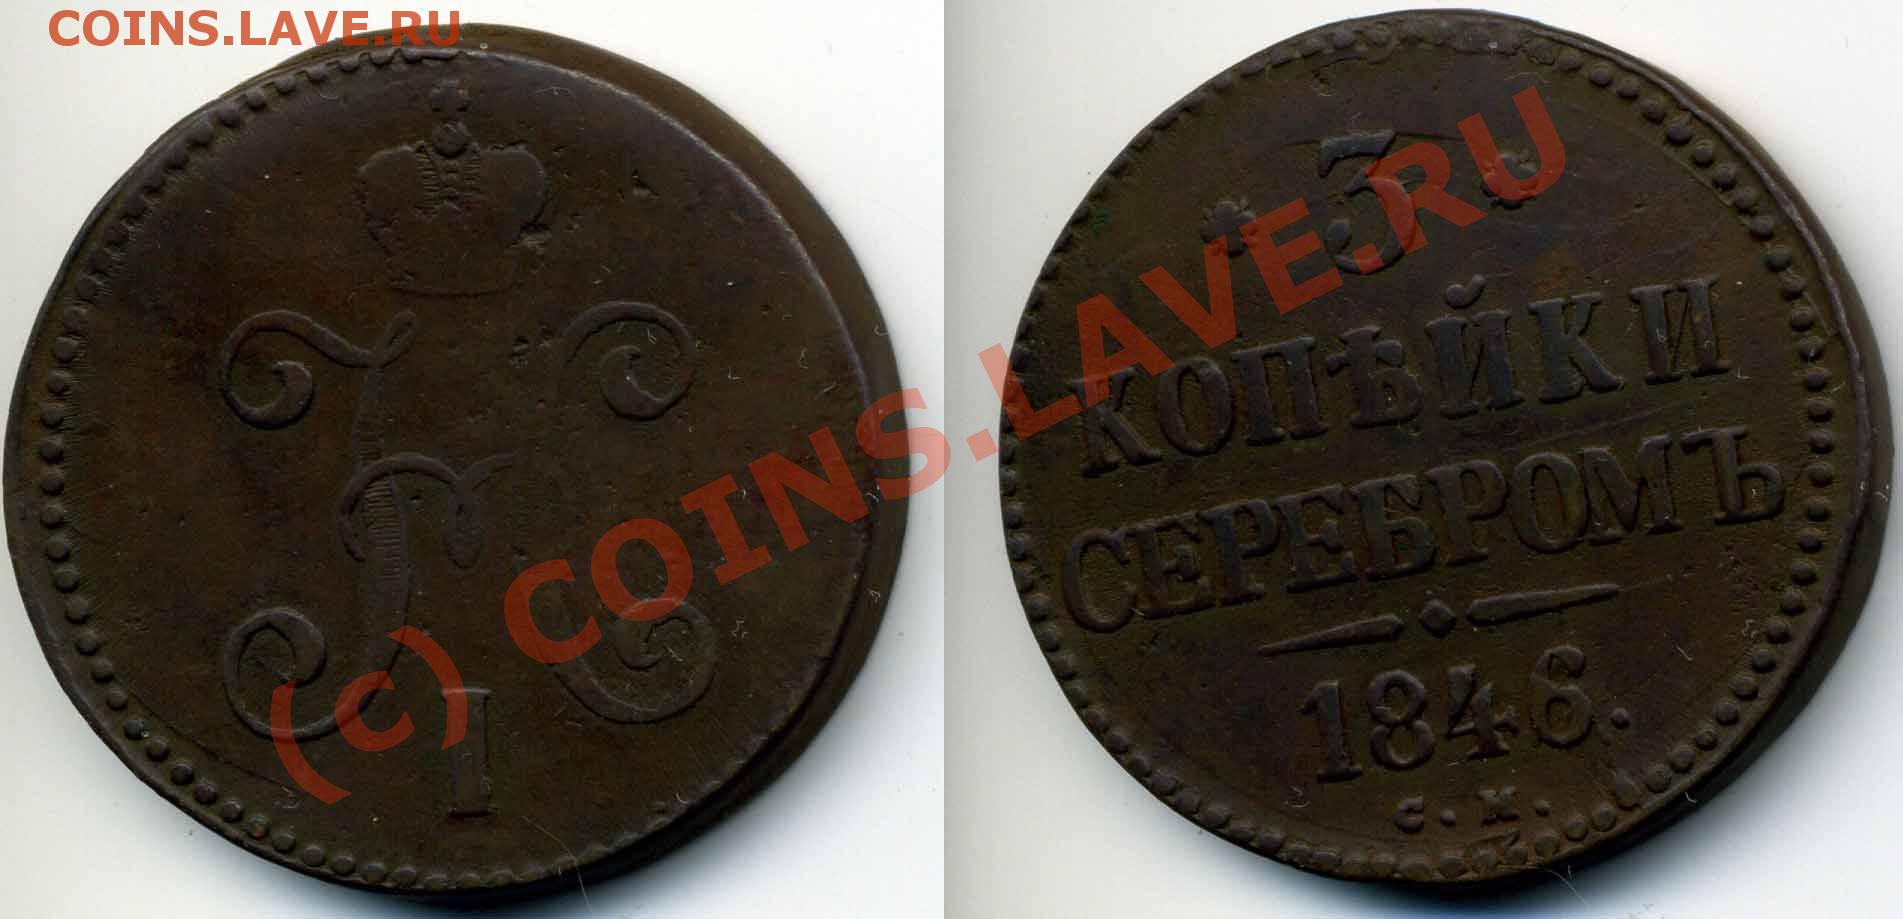 COINS.LAVE.RU
(c) COINS.LAVE.RU
I
3
КОПѢЙКИ
СЕРЕБРОМЪ
1846.
С.М.